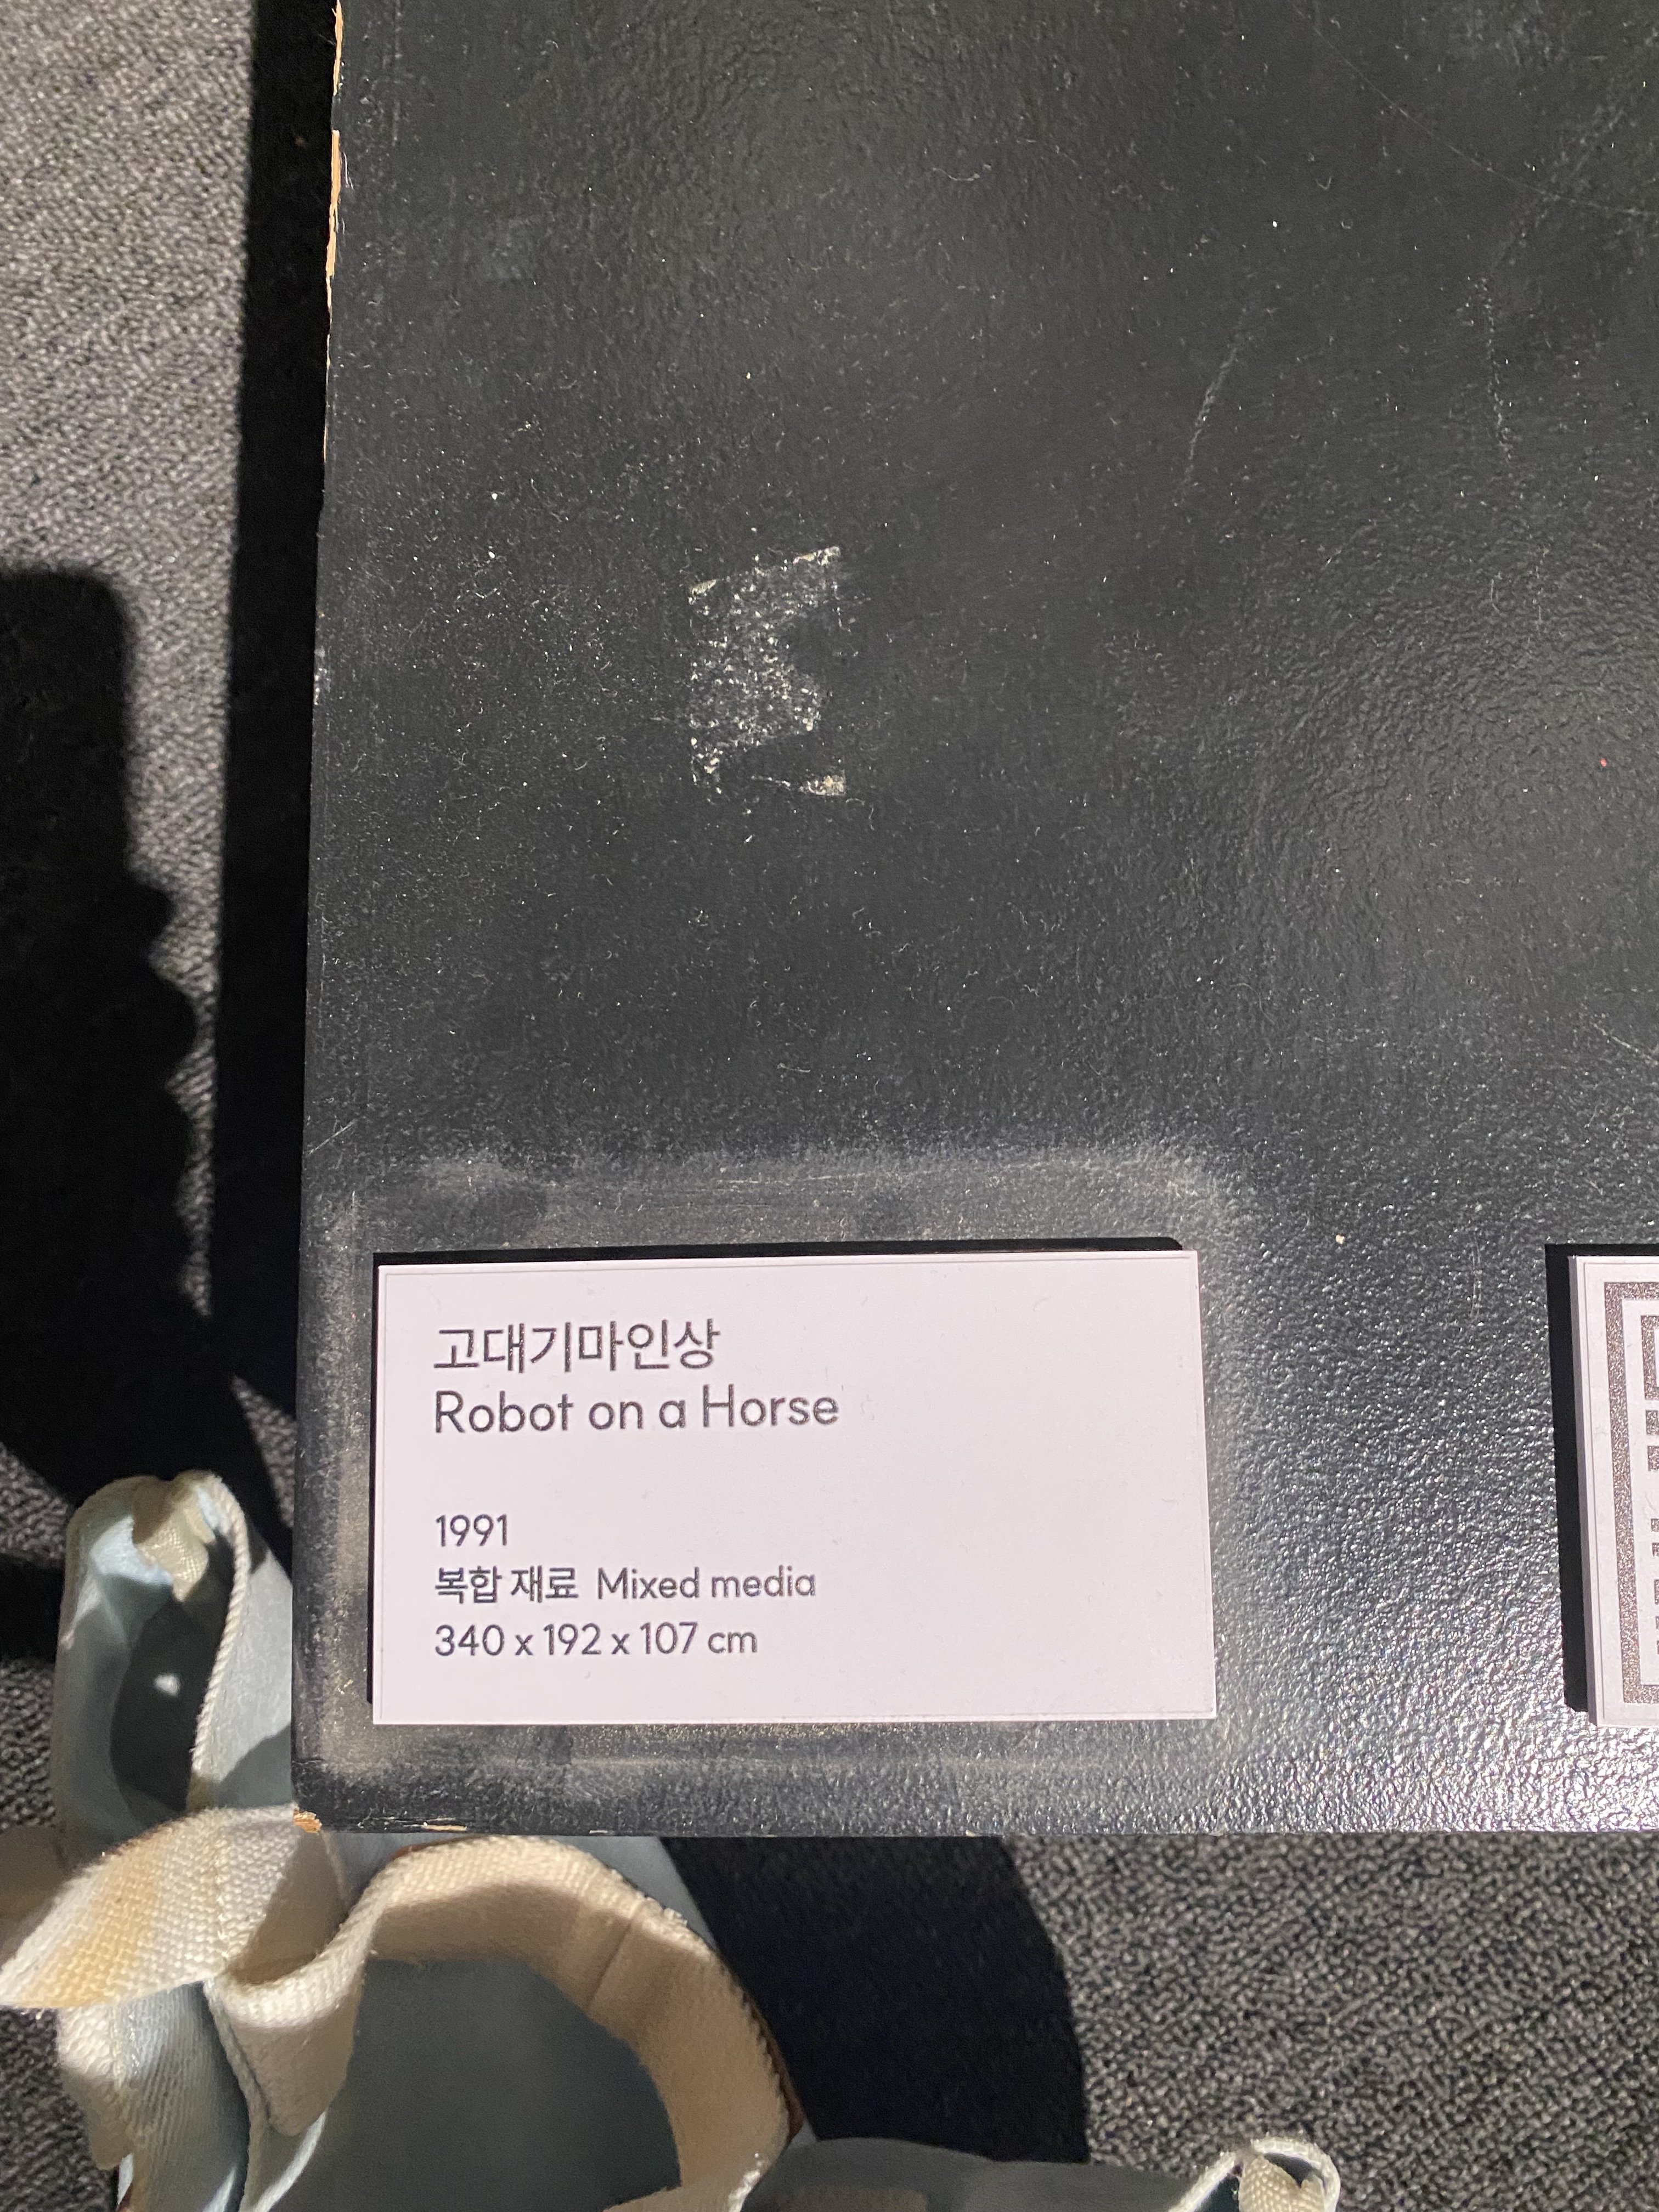 고대기마인상
Robot on a Horse
1991
복합 재료 Mixed media
340 x 192 x 107 cm